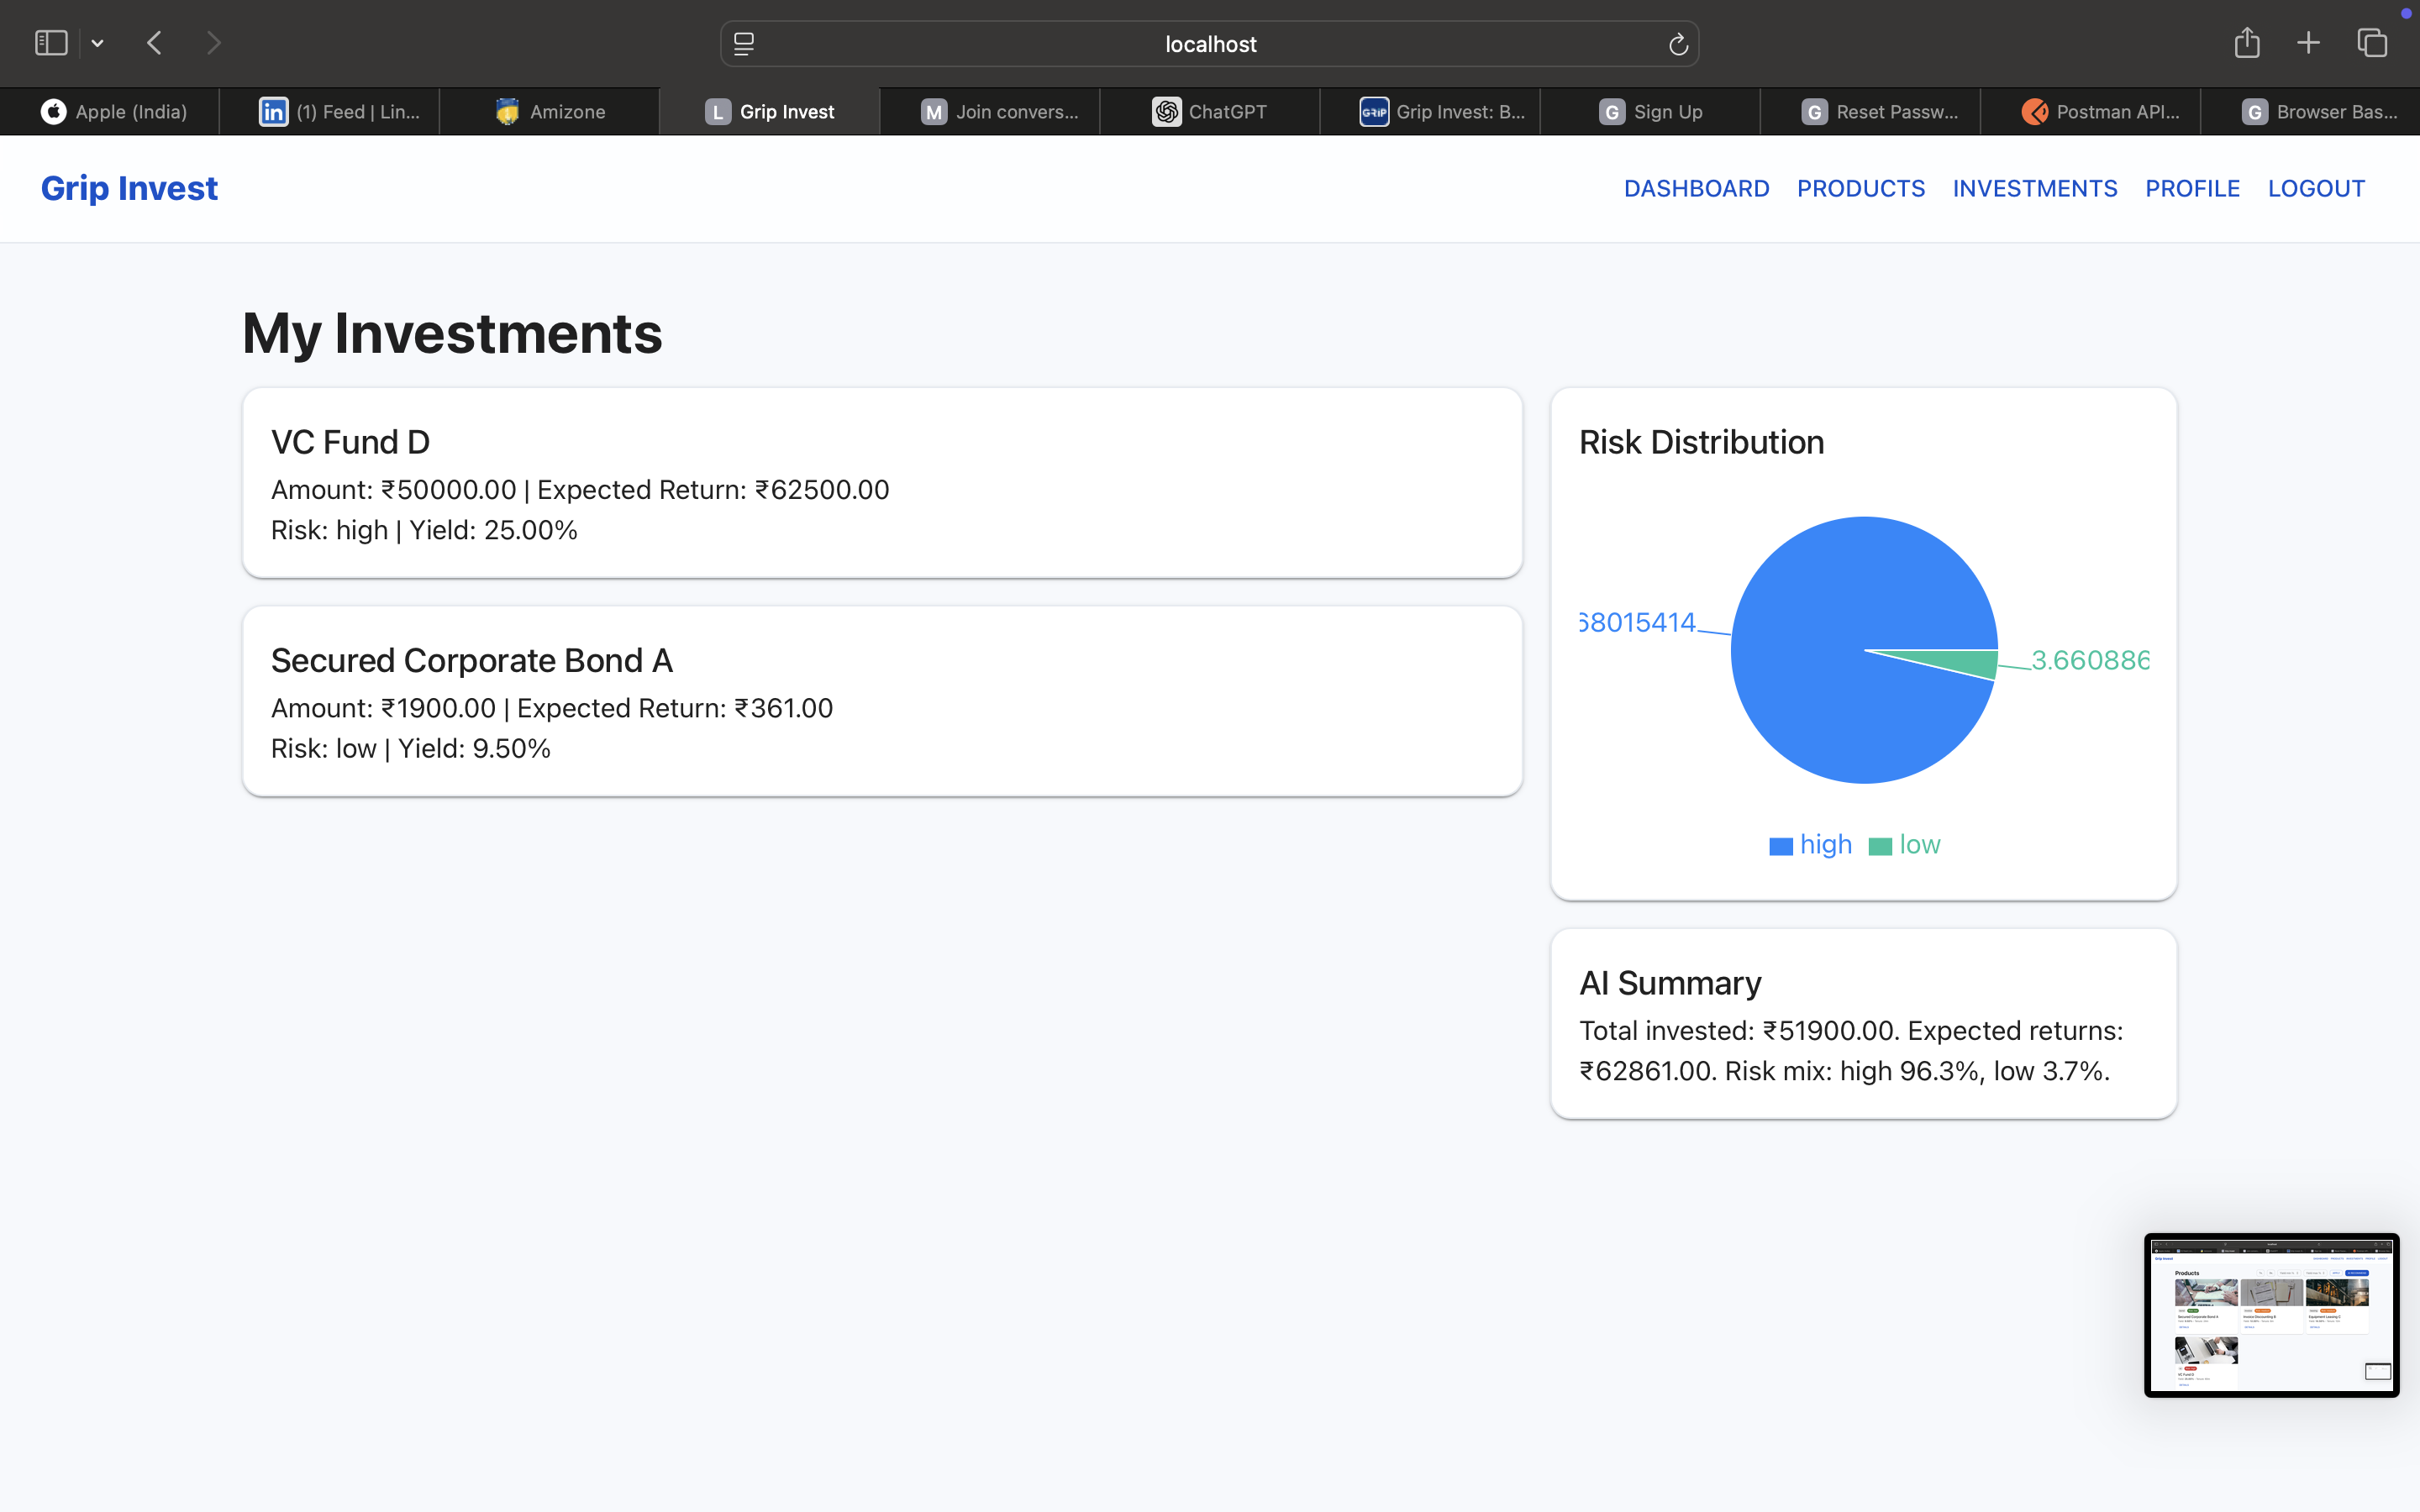 localhost
Apple (India)
(1) Feed | Lin...
Amizone
Grip Invest
Join convers...
ChatGPT
Grip Invest: B...
Sign Up
Reset Passw...
Postman API...
Browser Bas...
Grip Invest
DASHBOARD PRODUCTS INVESTMENTS PROFILE LOGOUT
My Investments
VC Fund D
Amount: ₹50000.00 | Expected Return: ₹62500.00
Risk: high | Yield: 25.00%
Secured Corporate Bond A
Amount: ₹1900.00 | Expected Return: ₹361.00
Risk: low | Yield: 9.50%
Risk Distribution
68015414
3.660886
high low
AI Summary
Total invested: ₹51900.00. Expected returns:
₹62861.00. Risk mix: high 96.3%, low 3.7%.
Products